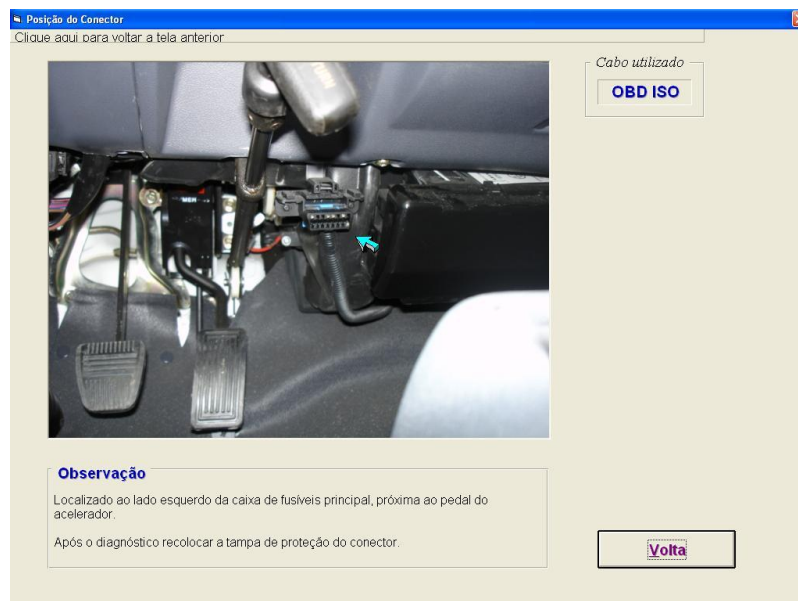 Posição do Conector
Clique aqui para voltar a tela anterior
Cabo utilizado
OBD ISO
Observação
Localizado ao lado esquerdo da caixa de fusíveis principal, próxima ao pedal do
acelerador.
Após o diagnóstico recolocar a tampa de proteção do conector.
Volta